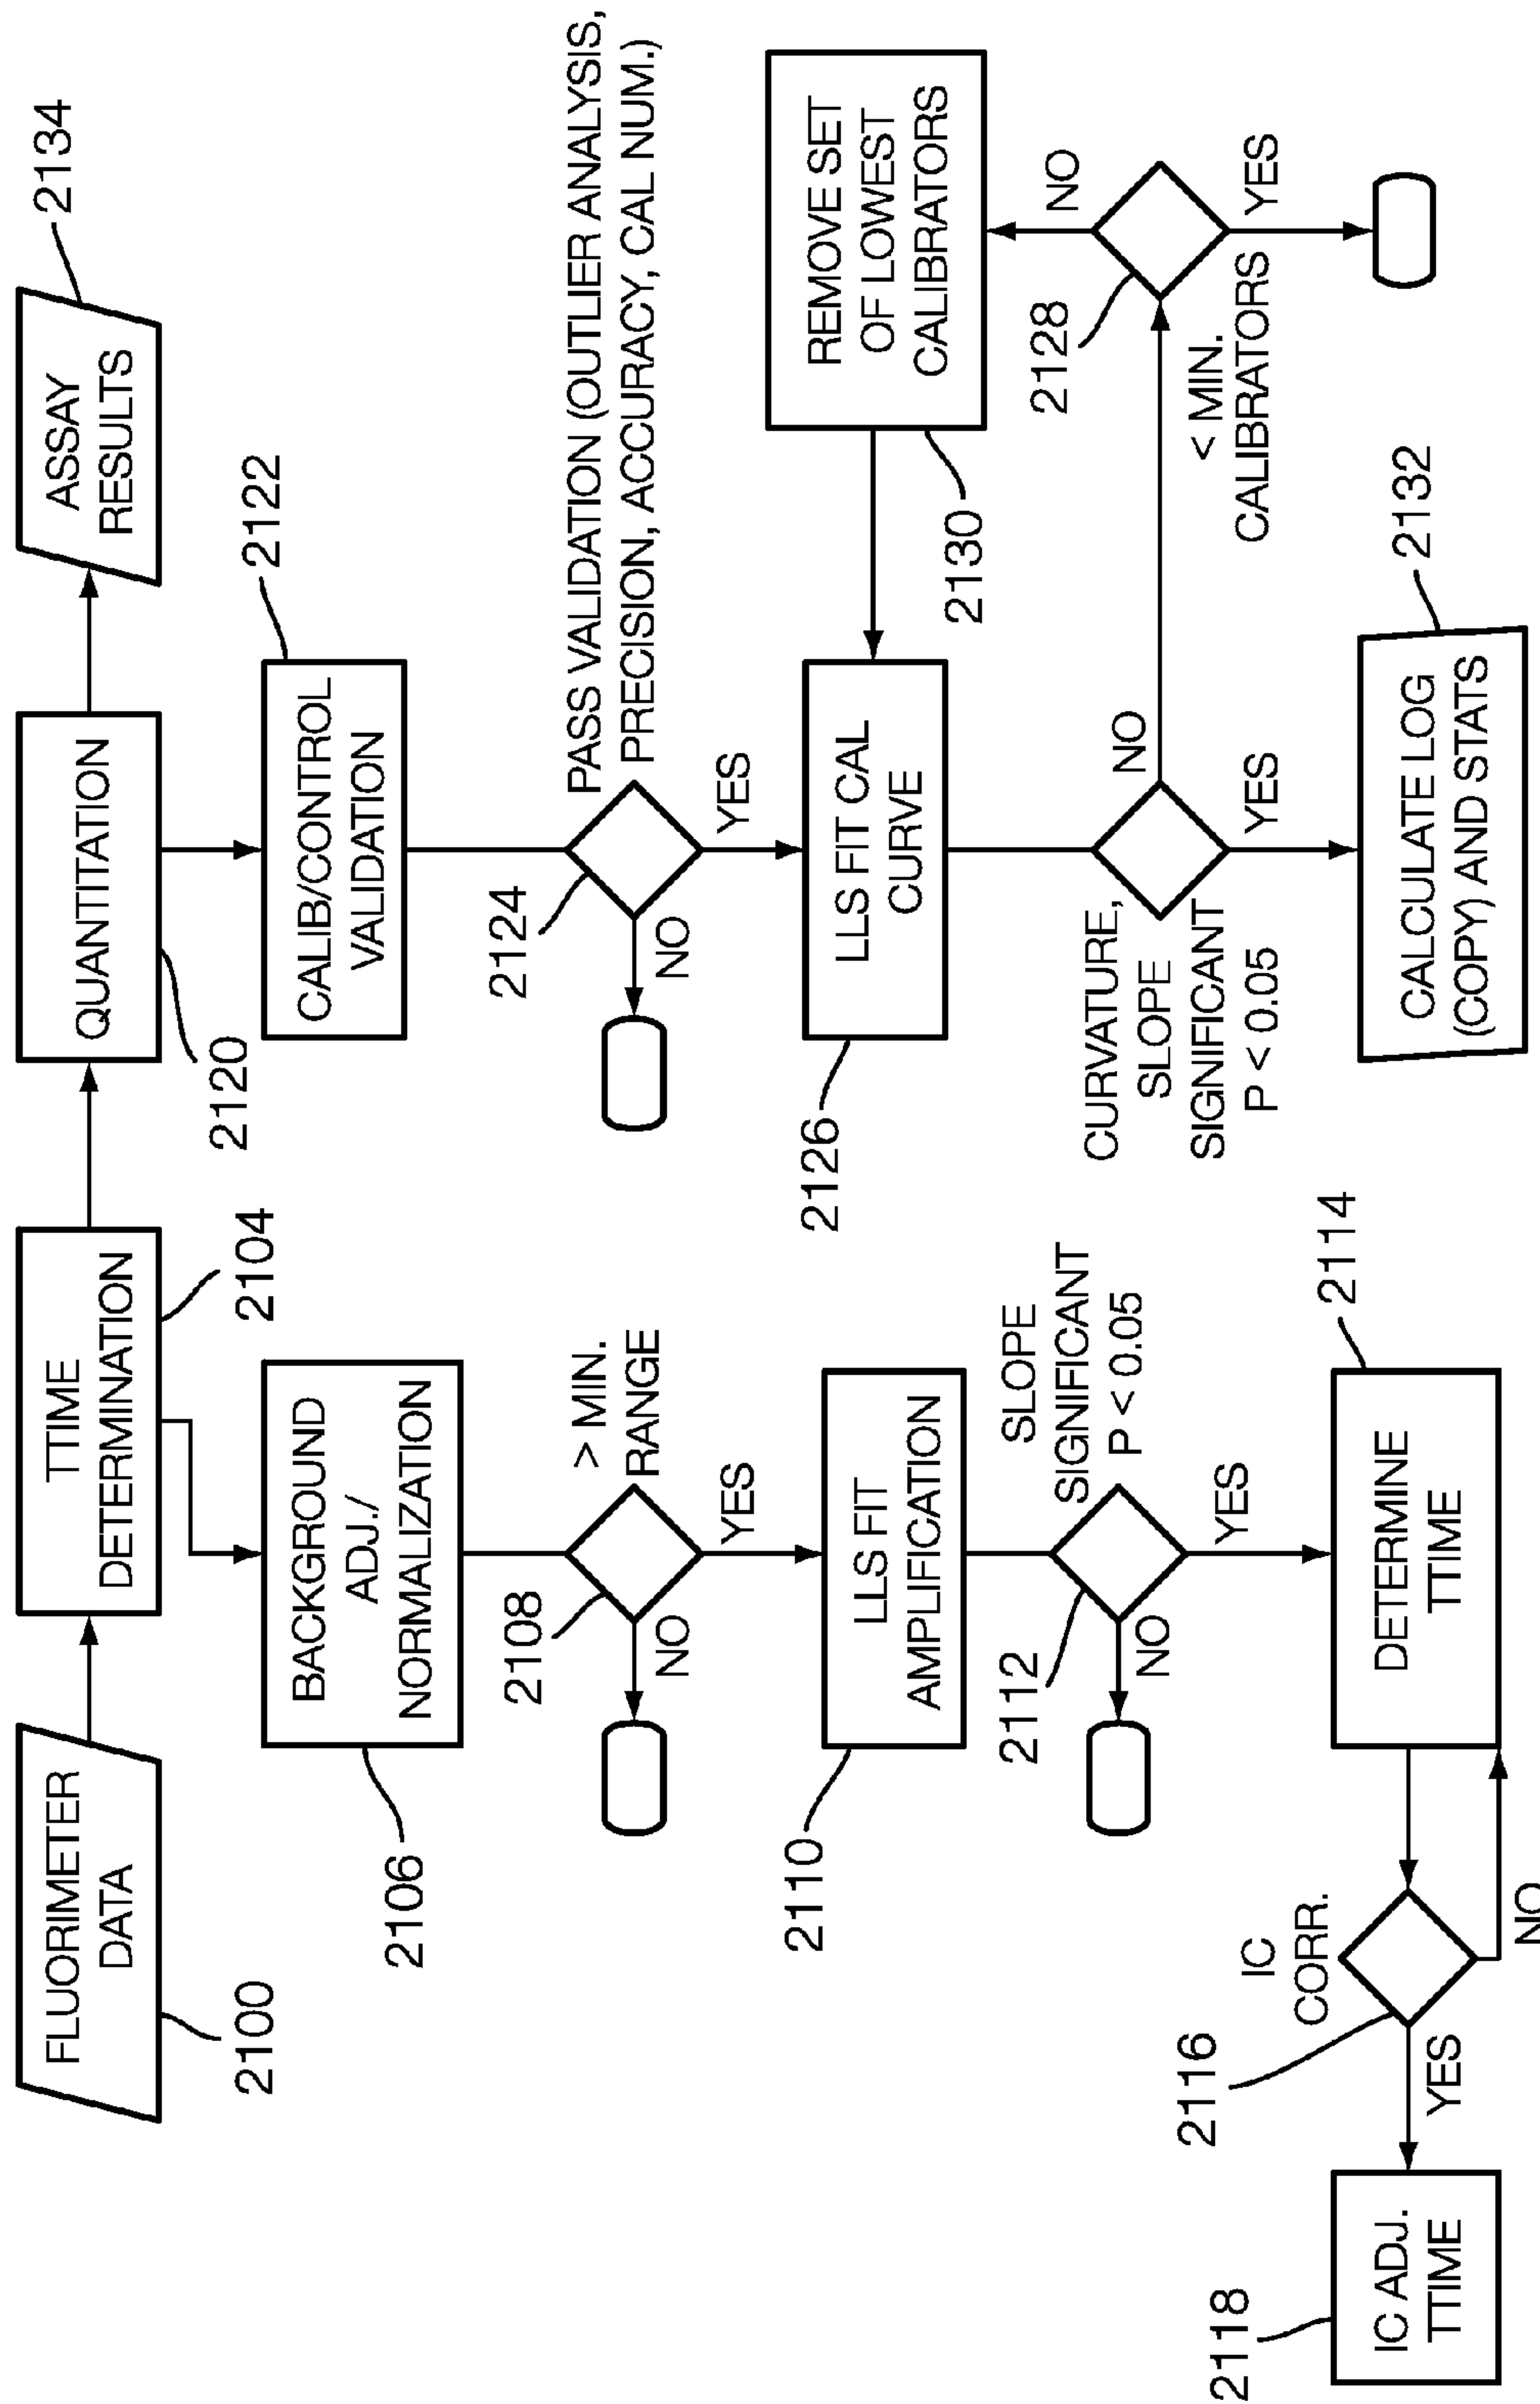 FLUORIMETER
DATA
2100
TTIME
DETERMINATION
2104
QUANTITATION
2120
ASSAY
RESULTS
2134
BACKGROUND
ADJ./
NORMALIZATION
2106
> MIN.
RANGE
2108
NO
YES
LLS FIT
AMPLIFICATION
2110
SLOPE
SIGNIFICANT
P < 0.05
2112
NO
YES
DETERMINE
TTIME
2114
IC
CORR.
2116
YES
NO
IC ADJ.
TTIME
2118
CALIB/CONTROL
VALIDATION
2122
PASS VALIDATION (OUTLIER ANALYSIS,
PRECISION, ACCURACY, CAL NUM.)
2124
NO
YES
LLS FIT CAL
CURVE
2126
REMOVE SET
OF LOWEST
CALIBRATORS
2130
CURVATURE,
SLOPE
SIGNIFICANT
P < 0.05
NO
YES
2128
< MIN.
CALIBRATORS
NO
YES
CALCULATE LOG
(COPY) AND STATS
2132